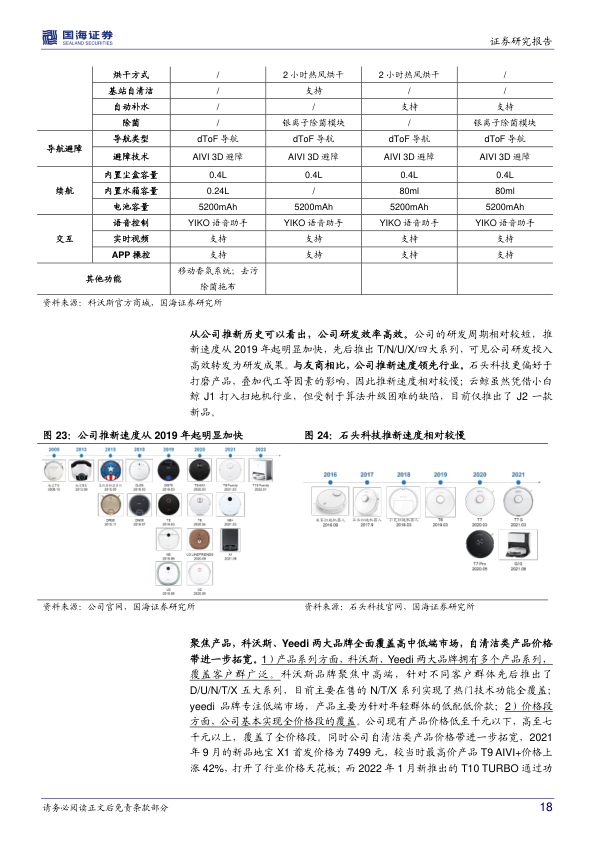 国海证券
SEALAND SECURITIES
证券研究报告
烘干方式 / 2 小时热风烘干 2 小时热风烘干 /
基站自清洁 / 支持 / /
自动补水 / / 支持 支持
除菌 / 银离子除菌模块 / 银离子除菌模块
导航避障 导航类型 dToF 导航 dToF 导航 dToF 导航 dToF 导航
避障技术 AIVI 3D 避障 AIVI 3D 避障 AIVI 3D 避障 AIVI 3D 避障
续航 内置尘盒容量 0.4L 0.4L 0.4L 0.4L
内置水箱容量 0.24L / 80ml 80ml
电池容量 5200mAh 5200mAh 5200mAh 5200mAh
交互 语音控制 YIKO 语音助手 YIKO 语音助手 YIKO 语音助手 YIKO 语音助手
实时视频 支持 支持 支持 支持
APP 操控 支持 支持 支持 支持
其他功能 移动香氛系统；去污
除菌拖布
资料来源：科沃斯官方商城，国海证券研究所
从公司推新历史可以看出，公司研发效率高效。公司的研发周期相对较短，推
新速度从 2019 年起明显加快，先后推出 T/N/U/X/四大系列，可见公司研发投入
高效转发为研发成果。与友商相比，公司推新速度领先行业。石头科技更偏好于
打磨产品，叠加代工等因素的影响，因此推新速度相对较慢；云鲸虽然凭借小白
鲸 J1 打入扫地机行业，但受制于算法升级困难的缺陷，目前仅推出了 J2 一款
新品。
图 23：公司推新速度从 2019 年起明显加快
图 24：石头科技推新速度相对较慢
2009 2013 2015 2018 2019 2020 2021 2022
2016 2017 2018 2019 2020 2021
T6
2019.03
T7
2020.03
T7S
2021.03
T7 Pro
G10
2021.08
资料来源：公司官网，国海证券研究所
资料来源：石头科技官网，国海证券研究所
聚焦产品，科沃斯、Yeedi 两大品牌全面覆盖高中低端市场，自清洁类产品价格
带进一步拓宽。1）产品系列方面，科沃斯、Yeedi 两大品牌拥有多个产品系列，
覆盖客户群广泛。科沃斯品牌聚焦中高端，针对不同客户群体先后推出了
D/U/N/T/X 五大系列，目前主要在售的 N/T/X 系列实现了热门技术功能全覆盖；
yeedi 品牌专注低端市场，产品主要为针对年轻群体的低配低价款；2）价格段
方面，公司基本实现全价格段的覆盖。公司现有产品价格低至千元以下，高至七
千元以上，覆盖了全价格段。同时公司自清洁类产品价格带进一步拓宽，2021
年 9 月的新品地宝 X1 首发价格为 7499 元，较当时最高价产品 T9 AIVI+价格上
涨 42%，打开了行业价格天花板；而 2022 年 1 月新推出的 T10 TURBO 通过功
请务必阅读正文后免责条款部分
18